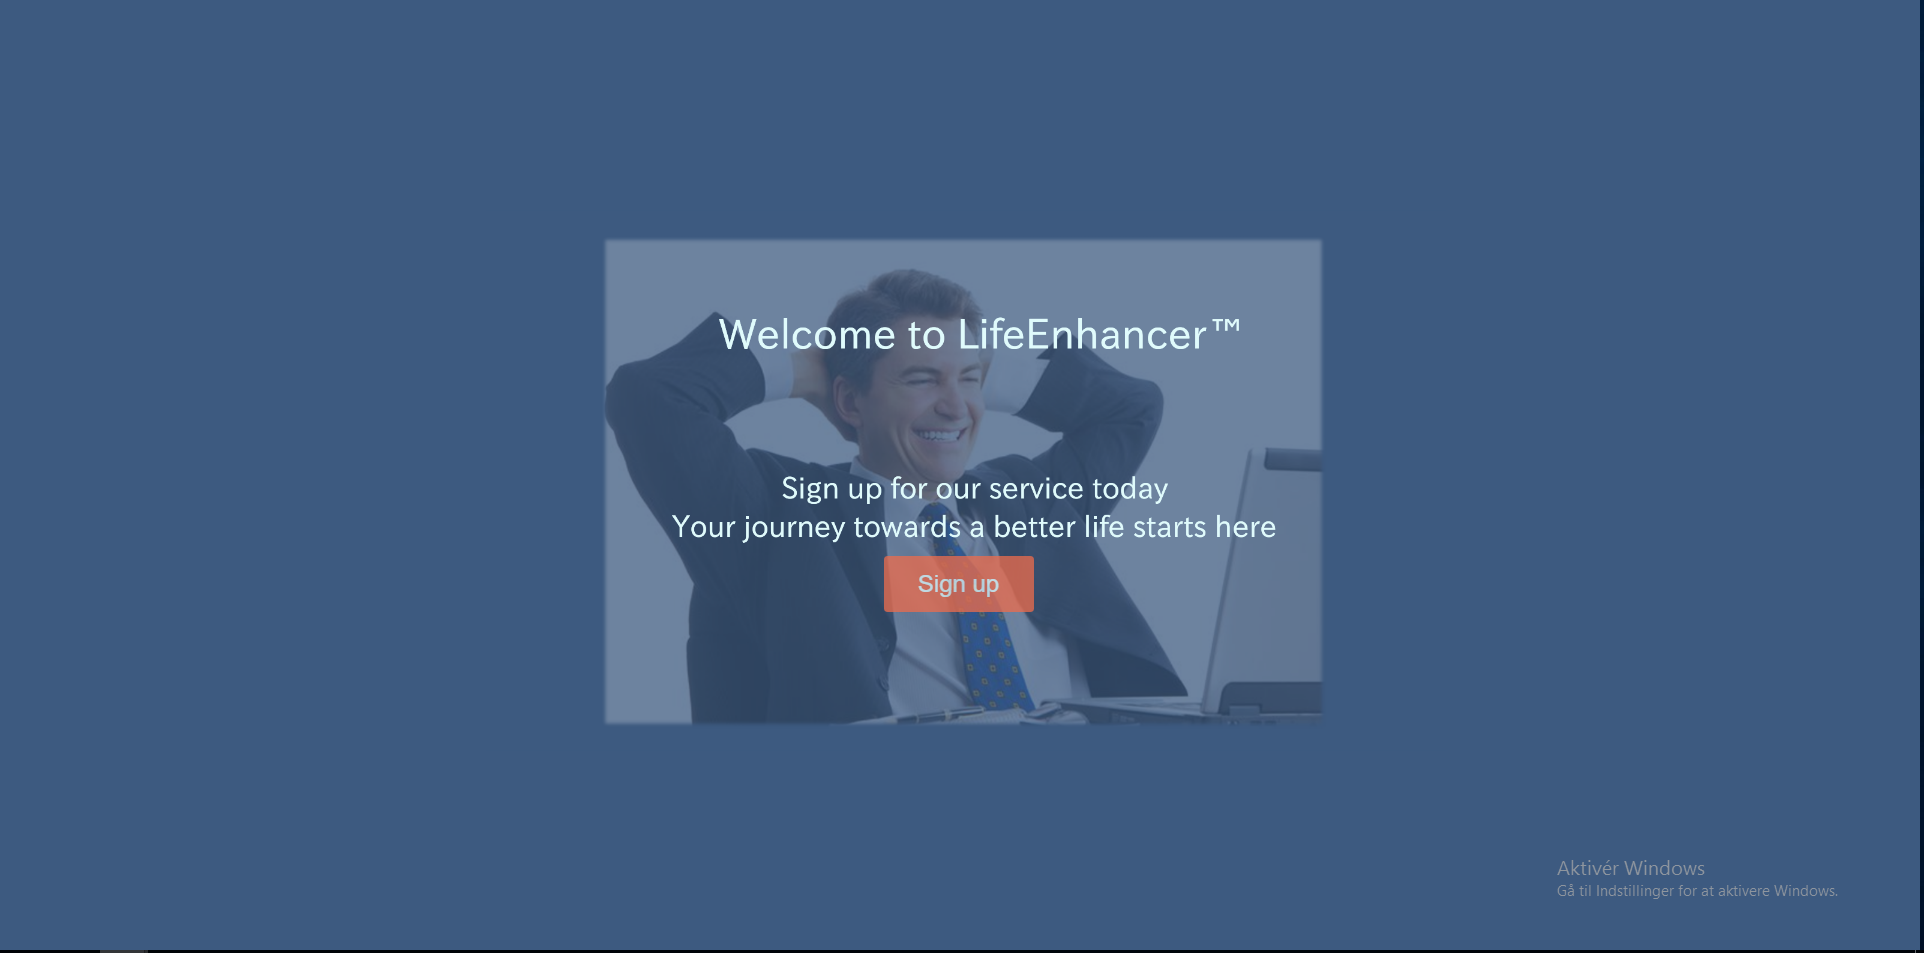 Welcome to LifeEnhancer™
Sign up for our service today
Your journey towards a better life starts here
Sign up
Aktivér Windows
Gå til Indstillinger for at aktivere Windows.